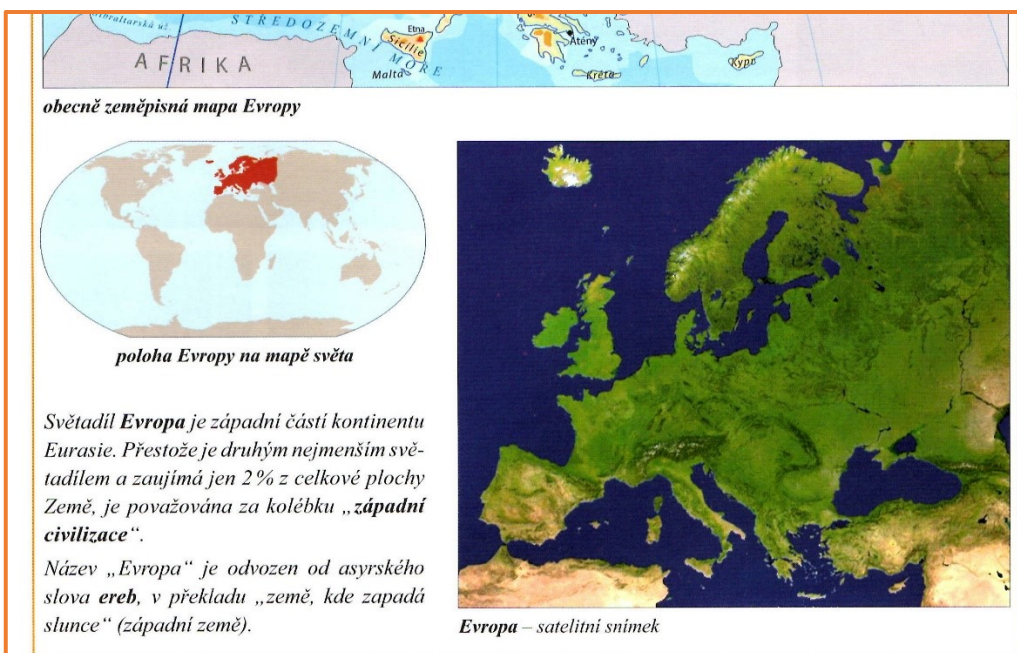 Gibraltarská úž.
STŘEDOZEMNÍ MOŘE
Etna
Sicílie
Malta
AFRIKA
Atény
Kréta
Kypr
obecně zeměpisná mapa Evropy
poloha Evropy na mapě světa
Světadíl Evropa je západní částí kontinentu
Eurasie. Přestože je druhým nejmenším svě-
tadílem a zaujímá jen 2 % z celkové plochy
Země, je považována za kolébku „západní
civilizace“.
Název „Evropa“ je odvozen od asyrského
slova ereb, v překladu „země, kde zapadá
slunce“ (západní země).
Evropa – satelitní snímek